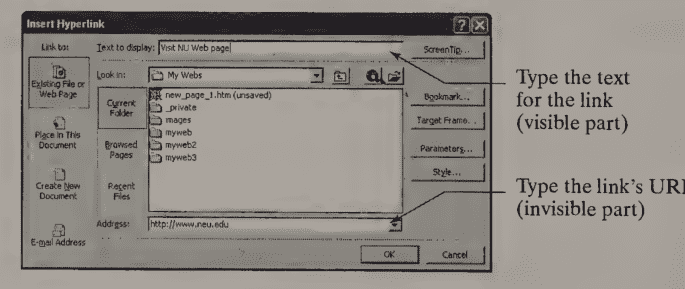 Insert Hyperlink
Link to:
Text to display: Visit NU Web page
ScreenTip...
Existing File or Web Page
Look in: My Webs
Current Folder
new_page_1.htm (unsaved)
_private
mages
myweb
myweb2
myweb3
Bookmark...
Target Frame...
Place in This Document
Browsed Pages
Parameters...
Style...
Create New Document
Recent Files
Address: http://www.neu.edu
E-mail Address
OK
Cancel
Type the text
for the link
(visible part)
Type the link's URL
(invisible part)